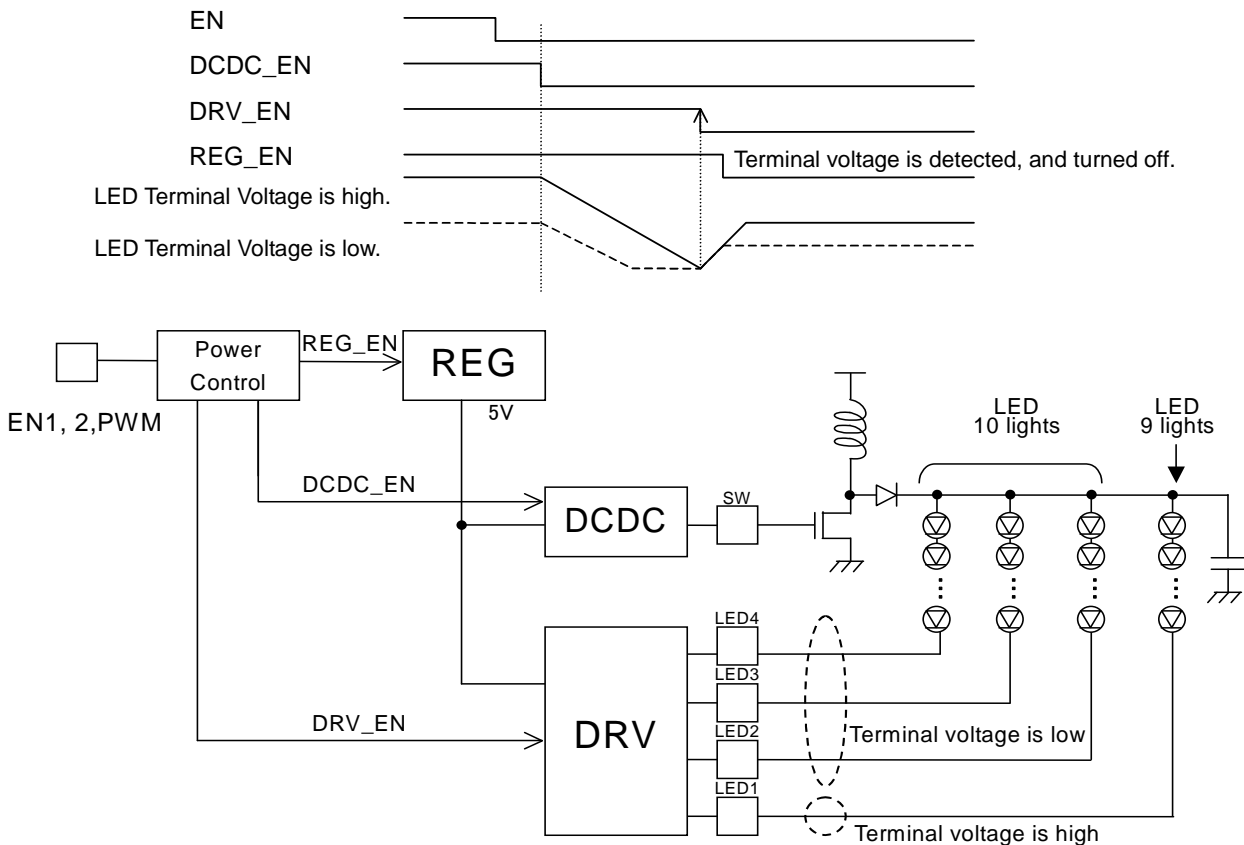 EN
DCDC_EN
DRV_EN
REG_EN
Terminal voltage is detected, and turned off.
LED Terminal Voltage is high.
LED Terminal Voltage is low.
Power
Control
REG_EN
REG
5V
EN1, 2,PWM
LED
10 lights
LED
9 lights
DCDC_EN
DCDC
SW
LED4
LED3
DRV_EN
DRV
LED2
Terminal voltage is low
LED1
Terminal voltage is high